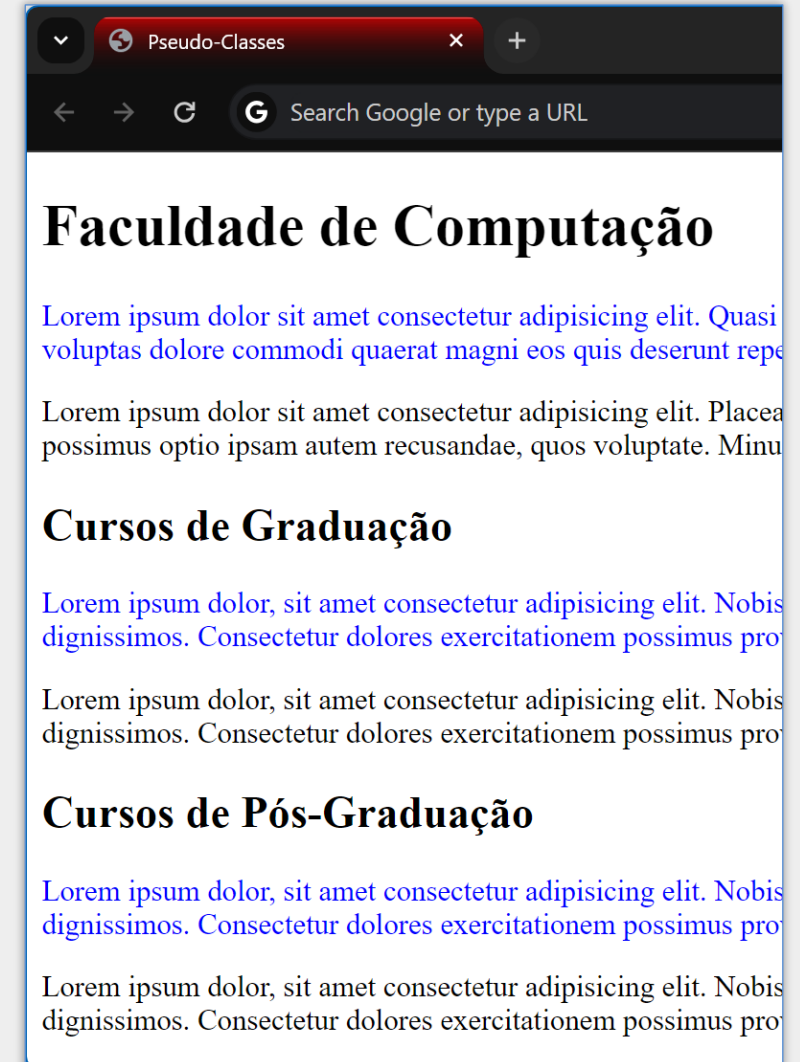 Pseudo-Classes
Search Google or type a URL
Faculdade de Computação
Lorem ipsum dolor sit amet consectetur adipisicing elit. Quasi
voluptas dolore commodi quaerat magni eos quis deserunt repe
Lorem ipsum dolor sit amet consectetur adipisicing elit. Placea
possimus optio ipsam autem recusandae, quos voluptate. Minu
Cursos de Graduação
Lorem ipsum dolor, sit amet consectetur adipisicing elit. Nobis
dignissimos. Consectetur dolores exercitationem possimus pro
Lorem ipsum dolor, sit amet consectetur adipisicing elit. Nobis
dignissimos. Consectetur dolores exercitationem possimus pro
Cursos de Pós-Graduação
Lorem ipsum dolor, sit amet consectetur adipisicing elit. Nobis
dignissimos. Consectetur dolores exercitationem possimus pro
Lorem ipsum dolor, sit amet consectetur adipisicing elit. Nobis
dignissimos. Consectetur dolores exercitationem possimus pro